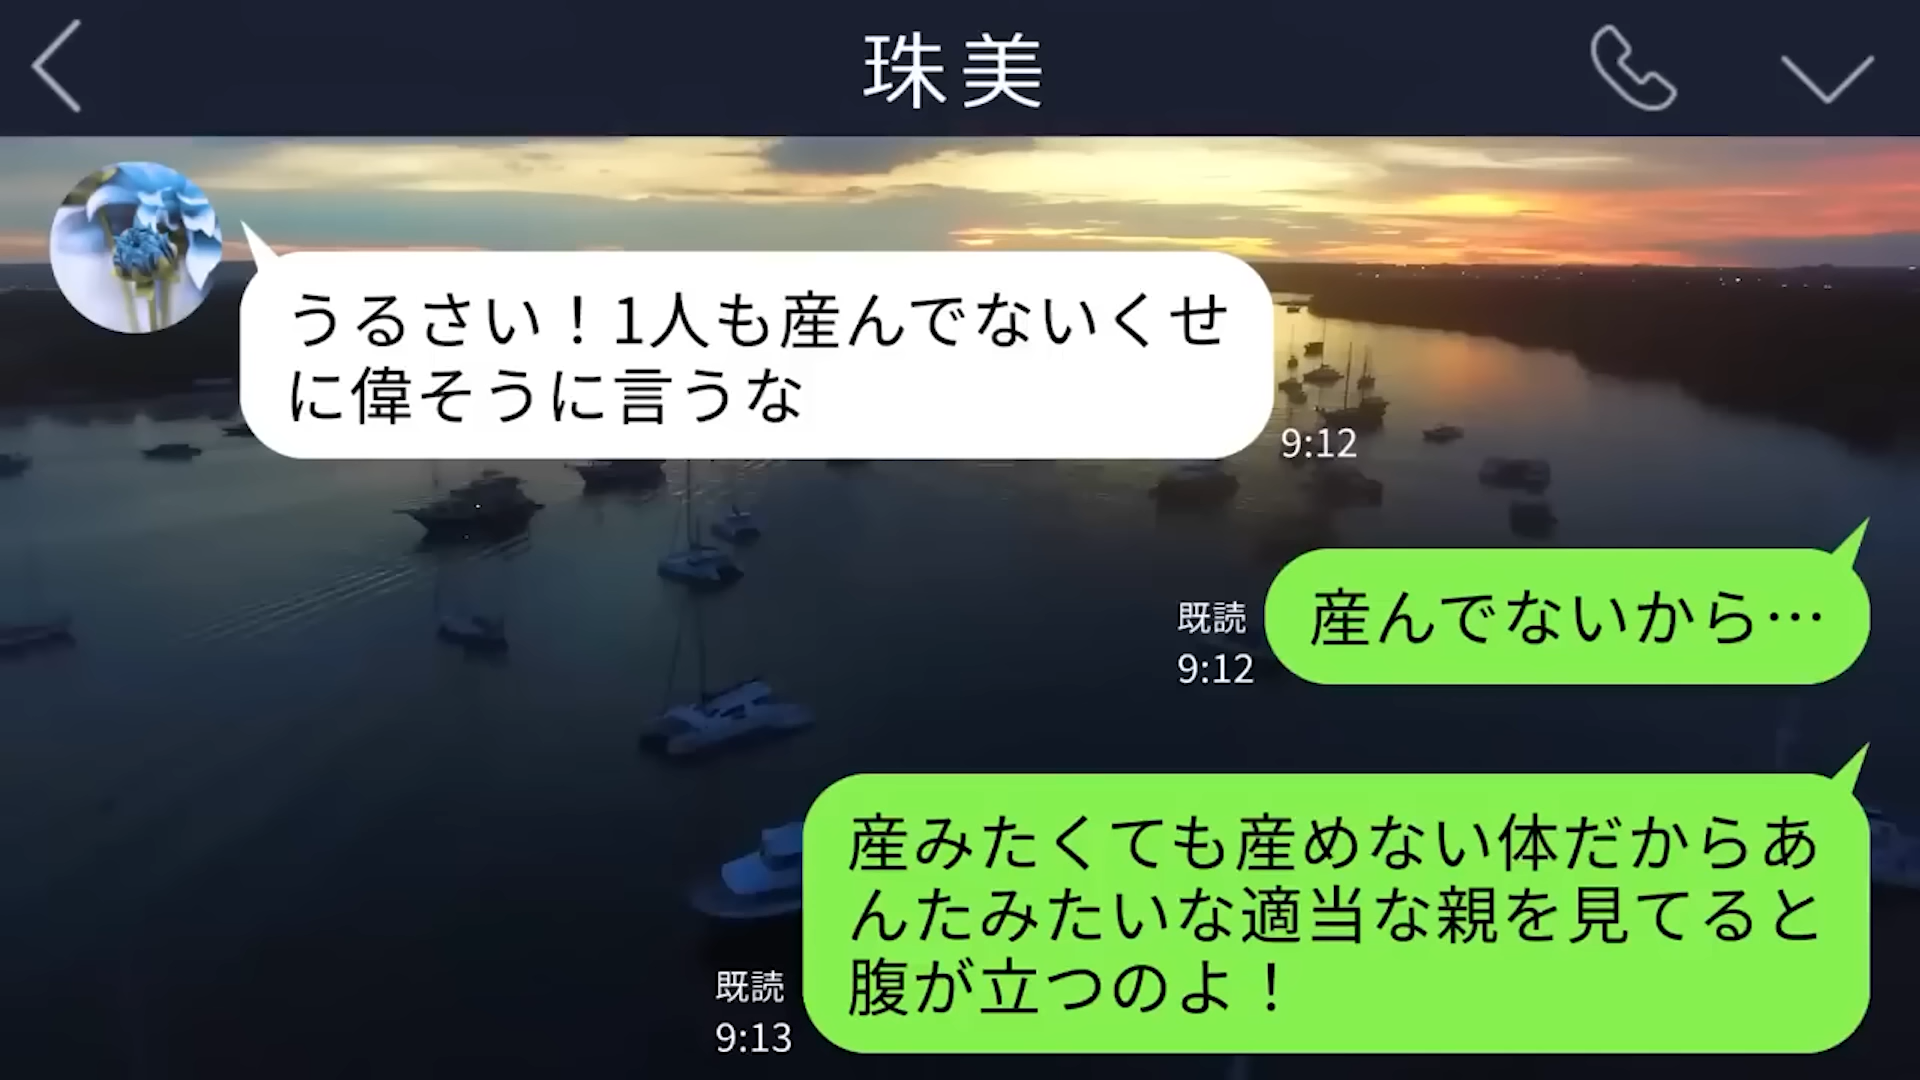 珠美
うるさい！1人も産んでないくせ
に偉そうに言うな
9:12
産んでないから…
既読
9:12
産みたくても産めない体だからあ
んたみたいな適当な親を見てると
腹が立つのよ！
既読
9:13